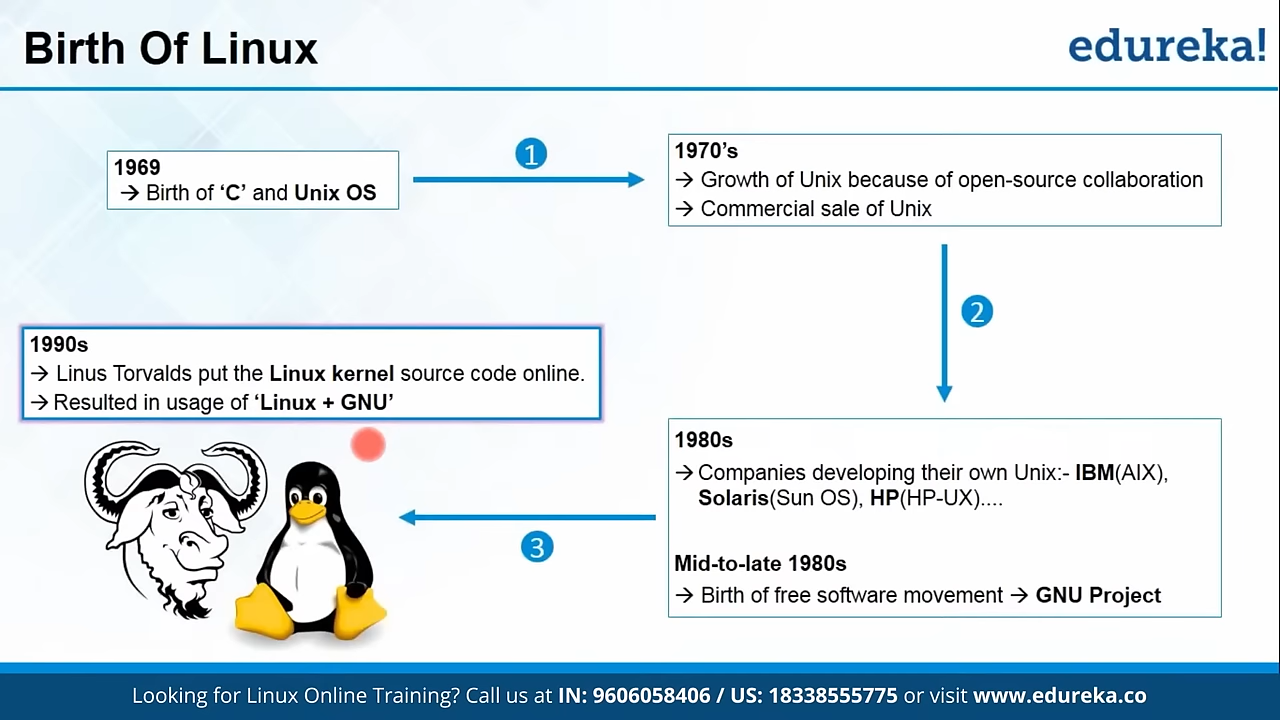 Birth Of Linux
edureka!
1969
→ Birth of ‘C’ and Unix OS
1
1970’s
→ Growth of Unix because of open-source collaboration
→ Commercial sale of Unix
2
1980s
→ Companies developing their own Unix:- IBM(AIX),
Solaris(Sun OS), HP(HP-UX)....
Mid-to-late 1980s
→ Birth of free software movement → GNU Project
3
1990s
→ Linus Torvalds put the Linux kernel source code online.
→ Resulted in usage of ‘Linux + GNU’
Looking for Linux Online Training? Call us at IN: 9606058406 / US: 18338555775 or visit www.edureka.co